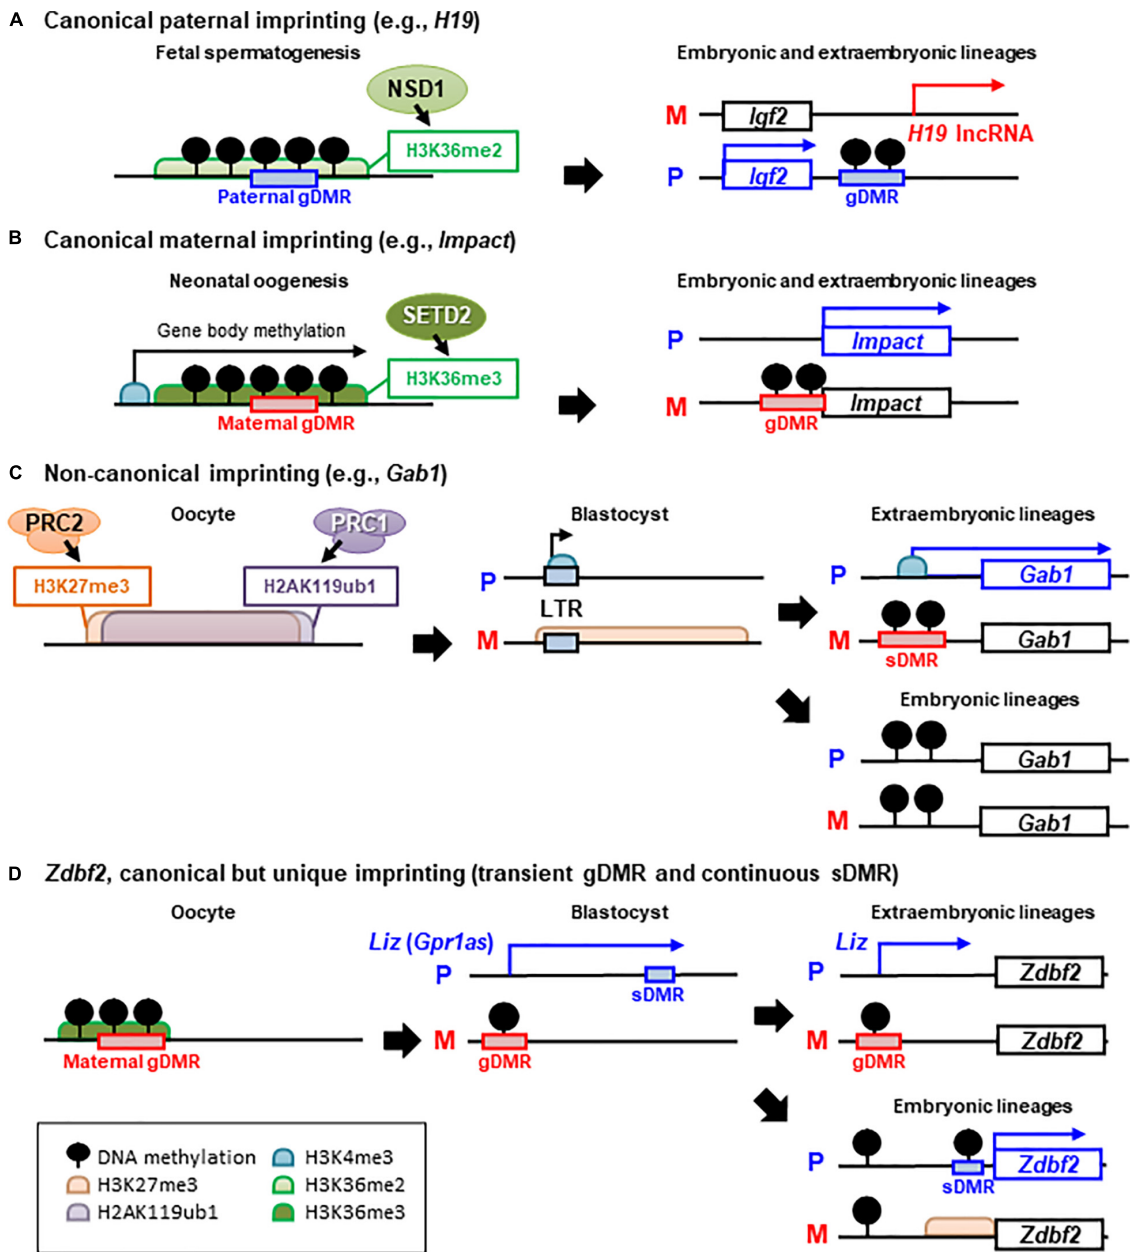 A Canonical paternal imprinting (e.g., H19)
Fetal spermatogenesis
Embryonic and extraembryonic lineages
NSD1
H3K36me2
Paternal gDMR
M Igf2
H19 lncRNA
P Igf2
gDMR
B Canonical maternal imprinting (e.g., Impact)
Neonatal oogenesis
Embryonic and extraembryonic lineages
Gene body methylation
SETD2
H3K36me3
Maternal gDMR
P Impact
M Impact
gDMR
C Non-canonical imprinting (e.g., Gab1)
Oocyte
Blastocyst
Extraembryonic lineages
PRC2
PRC1
H3K27me3
H2AK119ub1
P
LTR
M
P Gab1
M Gab1
sDMR
Embryonic lineages
P Gab1
M Gab1
D Zdbf2, canonical but unique imprinting (transient gDMR and continuous sDMR)
Oocyte
Blastocyst
Extraembryonic lineages
Maternal gDMR
Liz (Gpr1as)
P
sDMR
M
gDMR
Liz
P Zdbf2
M Zdbf2
gDMR
Embryonic lineages
P Zdbf2
sDMR
M Zdbf2
DNA methylation H3K4me3
H3K27me3 H3K36me2
H2AK119ub1 H3K36me3